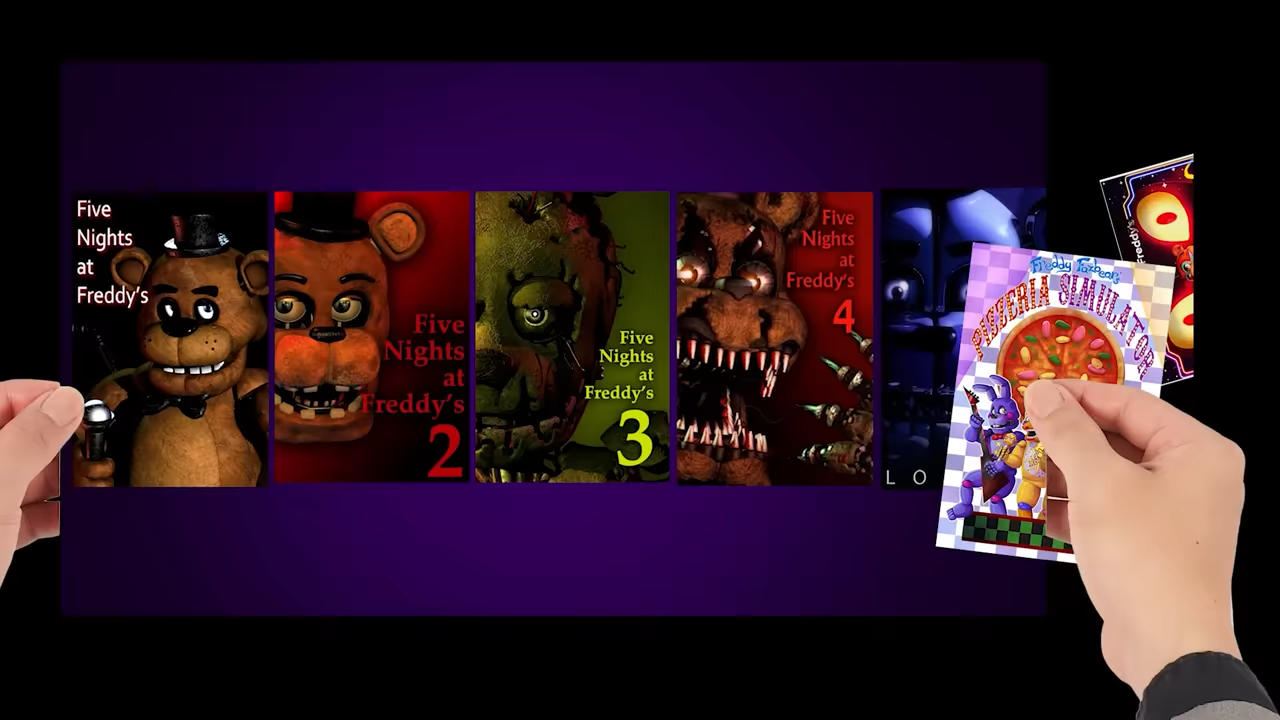 Five
Nights
at
Freddy's
Five
Nights
at
Freddy's
2
Five
Nights
at
Freddy's
3
Five
Nights
at
Freddy's
4
L O
Freddy Fazbear's
PIZZERIA SIMULATOR
Freddy's